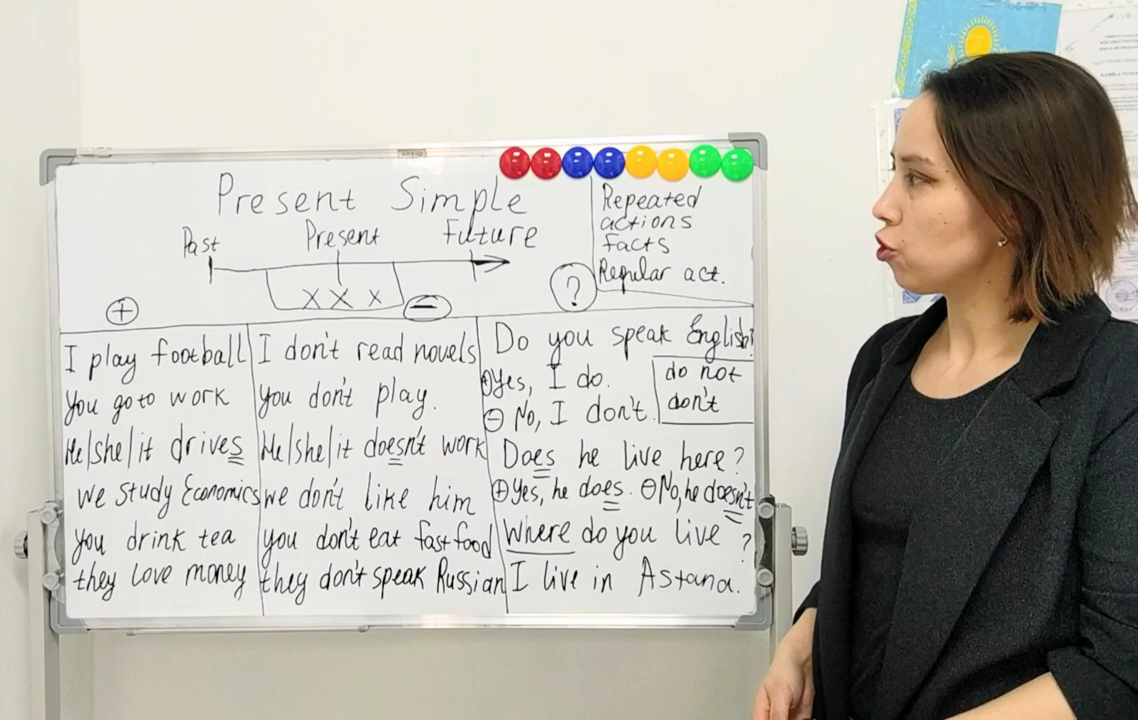 Present Simple
Past Present Future
Repeated
actions
facts
Regular act.
X X X
+
−
?
I play football
You go to work
He/she/it drives
we study Economics
you drink tea
they love money
I don't read novels
you don't play.
He/she/it doesn't work
we don't like him
you don't eat fast food
they don't speak Russian
Do you speak English?
+ Yes, I do.
− No, I don't.
do not
don't
Does he live here?
+ Yes, he does. − No, he doesn't
Where do you live ?
I live in Astana.